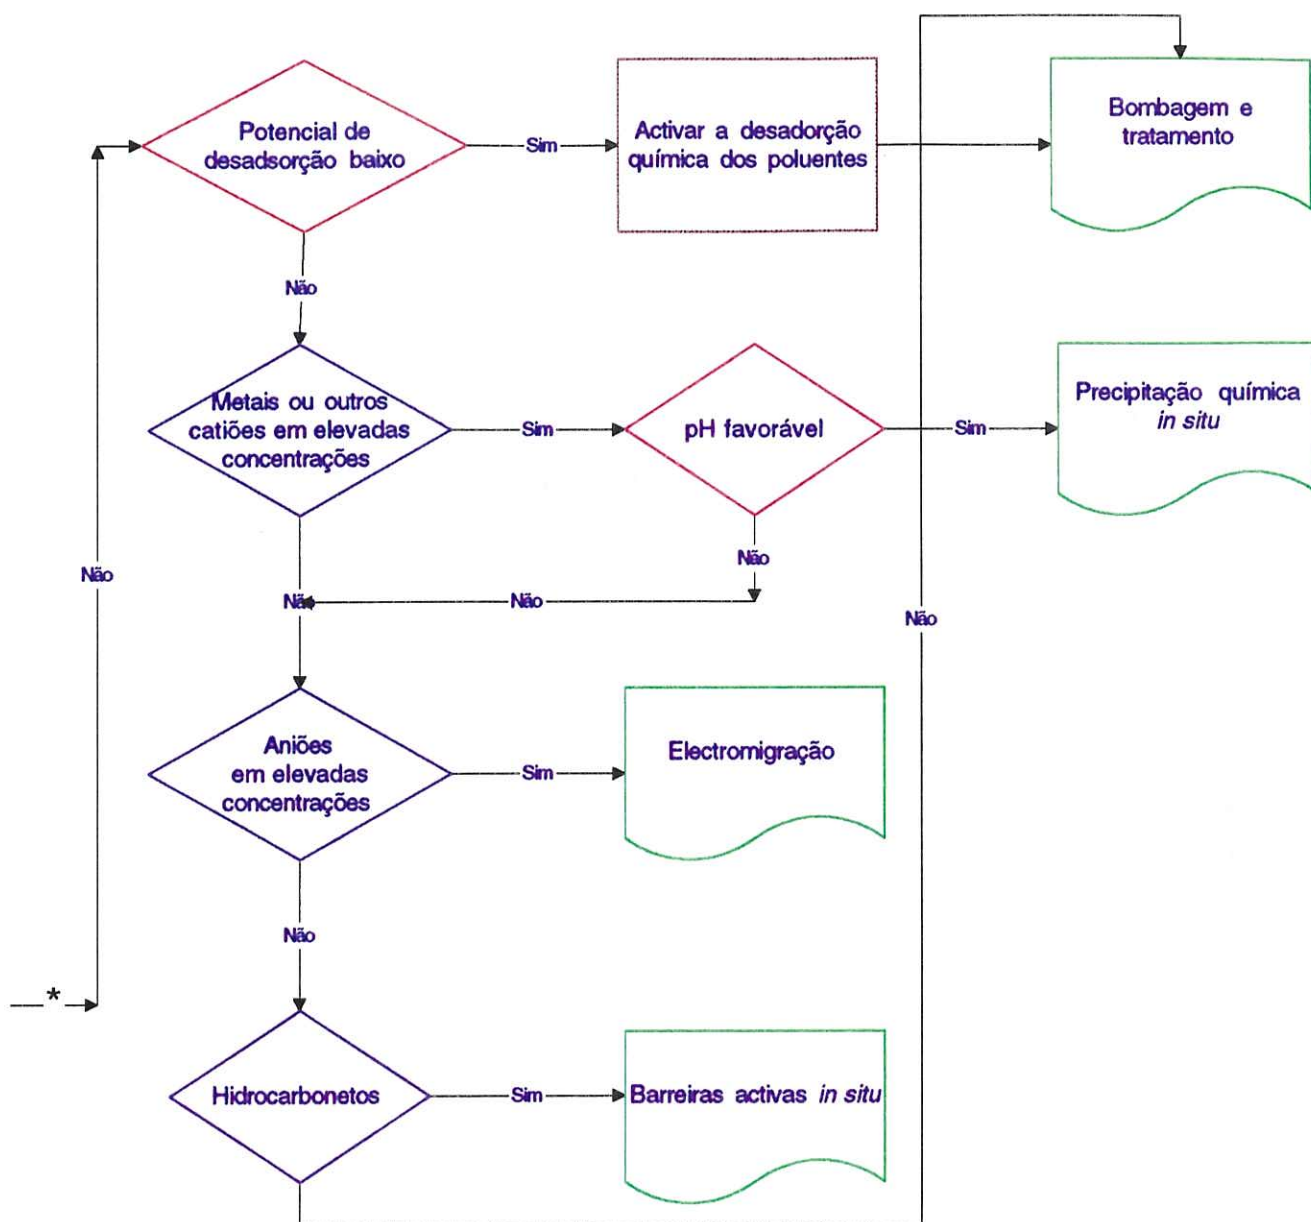 Potencial de
desadsorção baixo
Sim
Activar a desadorção
química dos poluentes
Bombagem e
tratamento
Não
Metais ou outros
catiões em elevadas
concentrações
Sim
pH favorável
Sim
Precipitação química
in situ
Não
Não
Não
Não
Não
Aniões
em elevadas
concentrações
Sim
Electromigração
Não
*
Hidrocarbonetos
Sim
Barreiras activas in situ